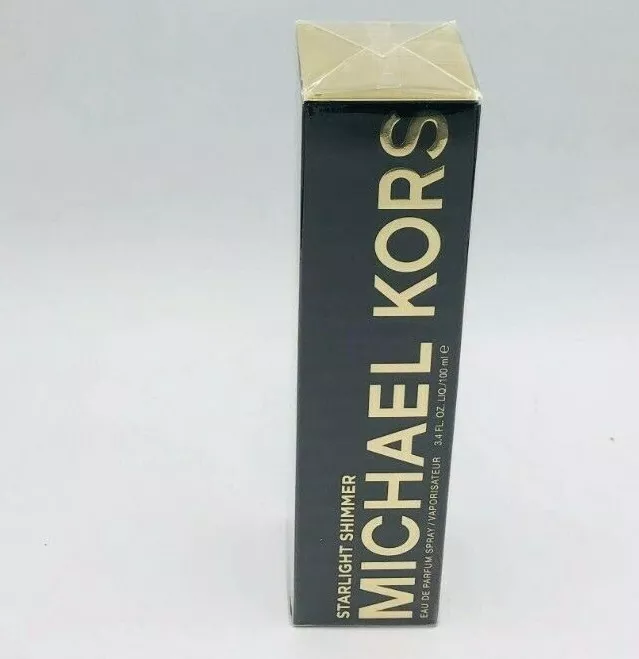 STARLIGHT SHIMMER
MICHAEL KORS
EAU DE PARFUM SPRAY / VAPORISATEUR 3.4 FL. OZ. LIQ./100 ml ℮